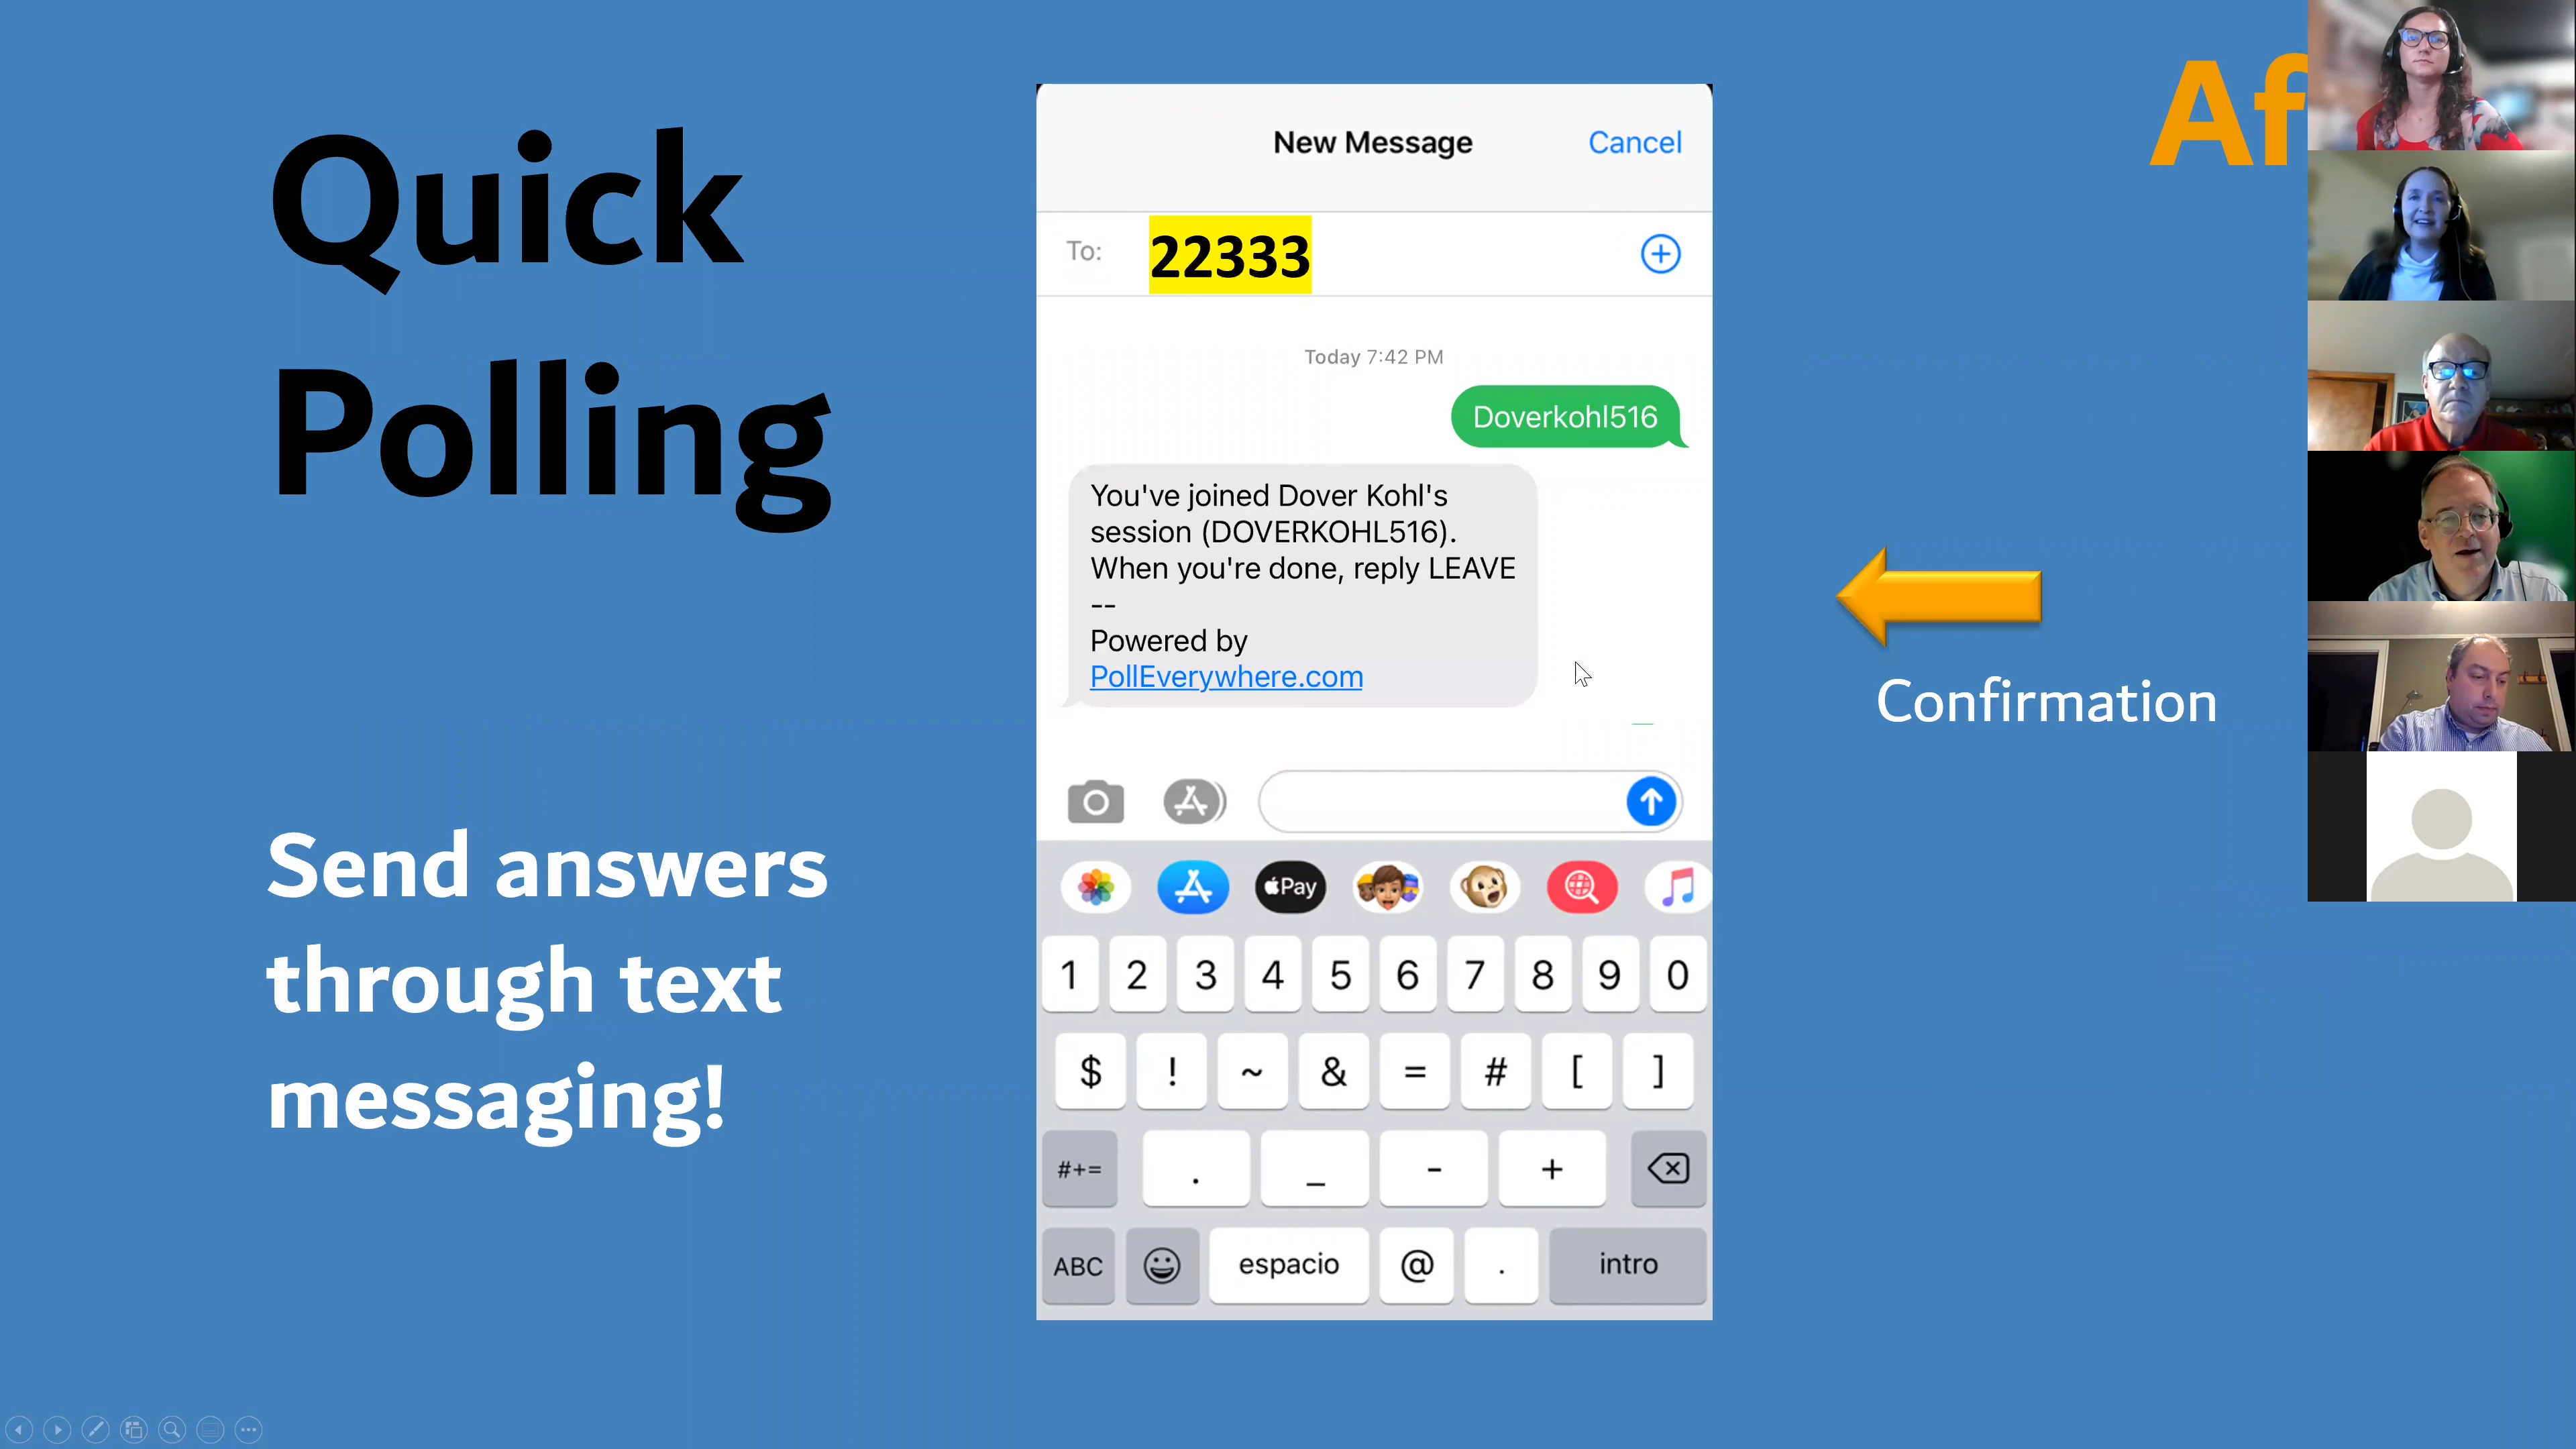 Quick
Polling
Send answers
through text
messaging!
New Message
Cancel
To:
22333
Today 7:42 PM
Doverkohl516
You've joined Dover Kohl's
session (DOVERKOHL516).
When you're done, reply LEAVE
--
Powered by
PollEverywhere.com
Pay
1 2 3 4 5 6 7 8 9 0
$ ! ~ & = # [ ]
#+= . _ - +
ABC espacio @ . intro
Confirmation
Af